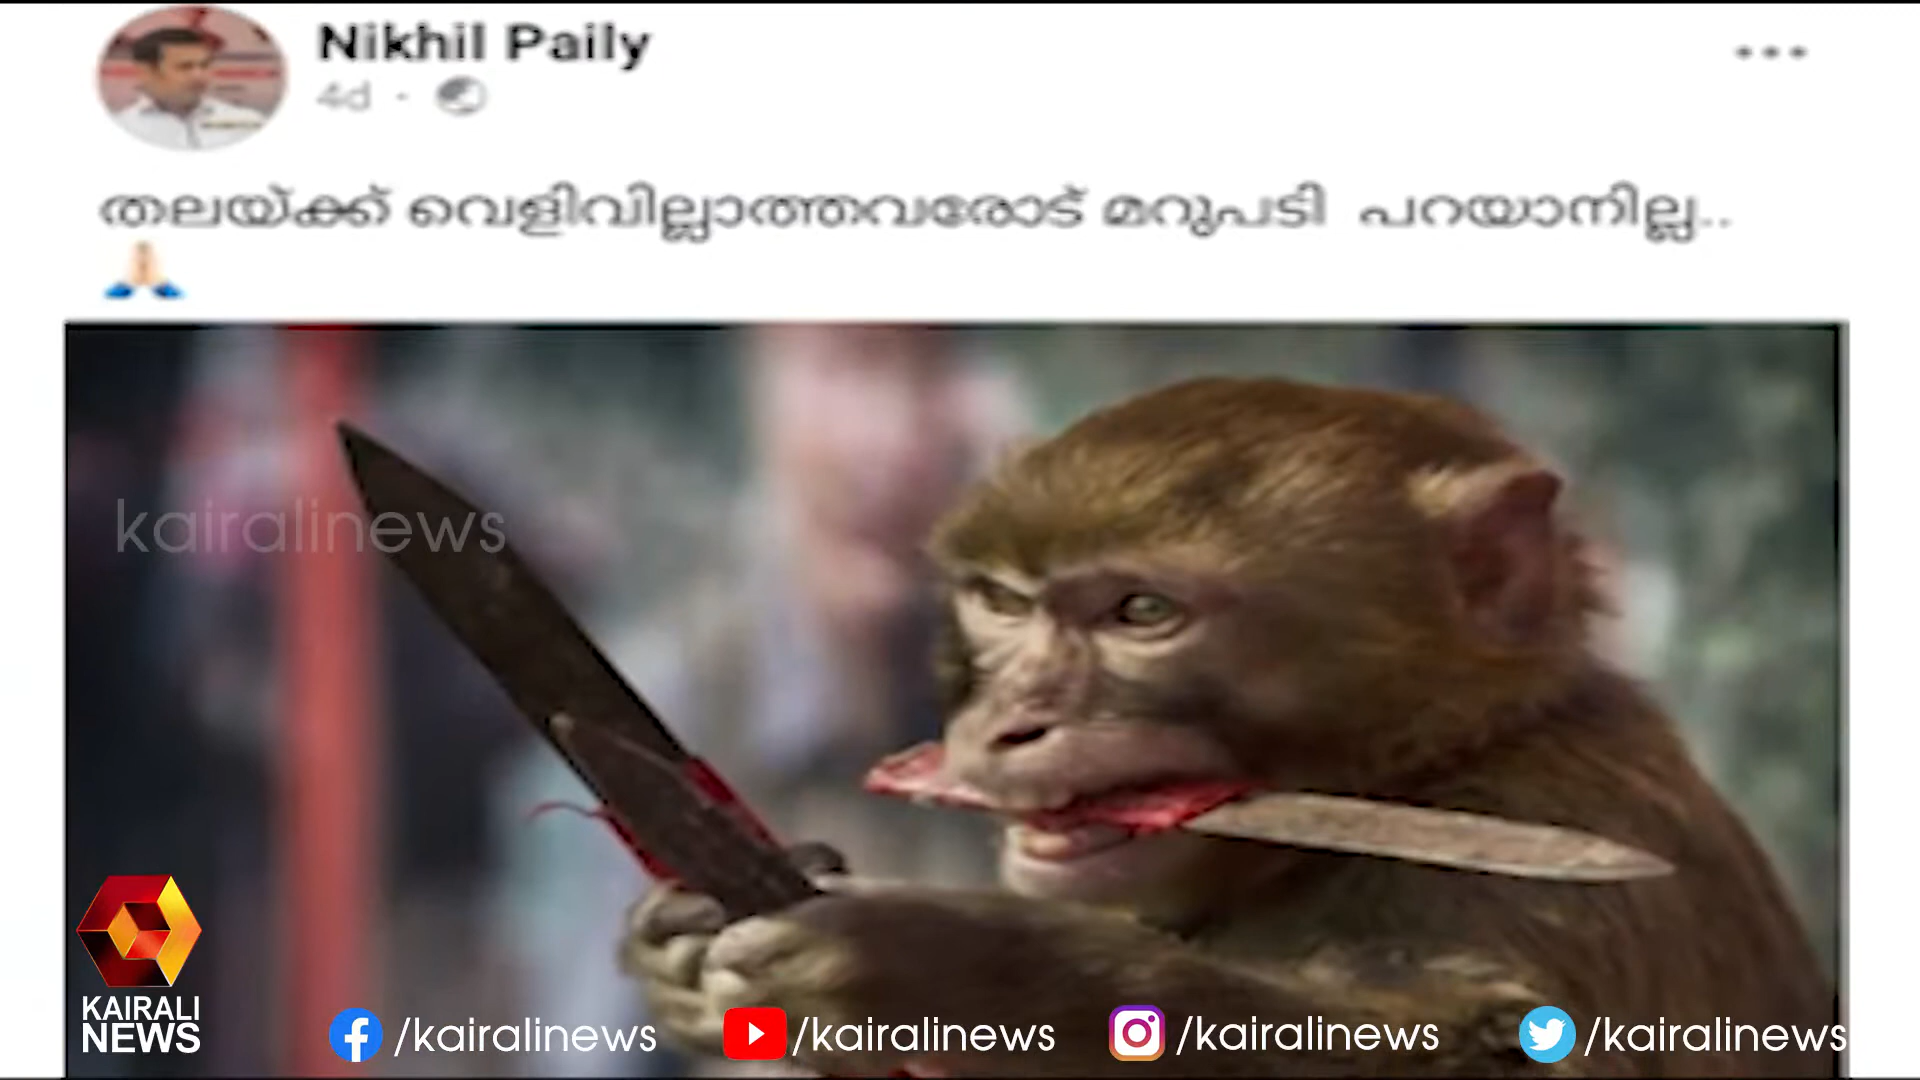 Nikhil Paily
4d ·
തലയ്ക്ക് വെളിവില്ലാത്തവരോട് മറുപടി പറയാനില്ല..
kairalinews
KAIRALI
NEWS
/kairalinews /kairalinews /kairalinews /kairalinews